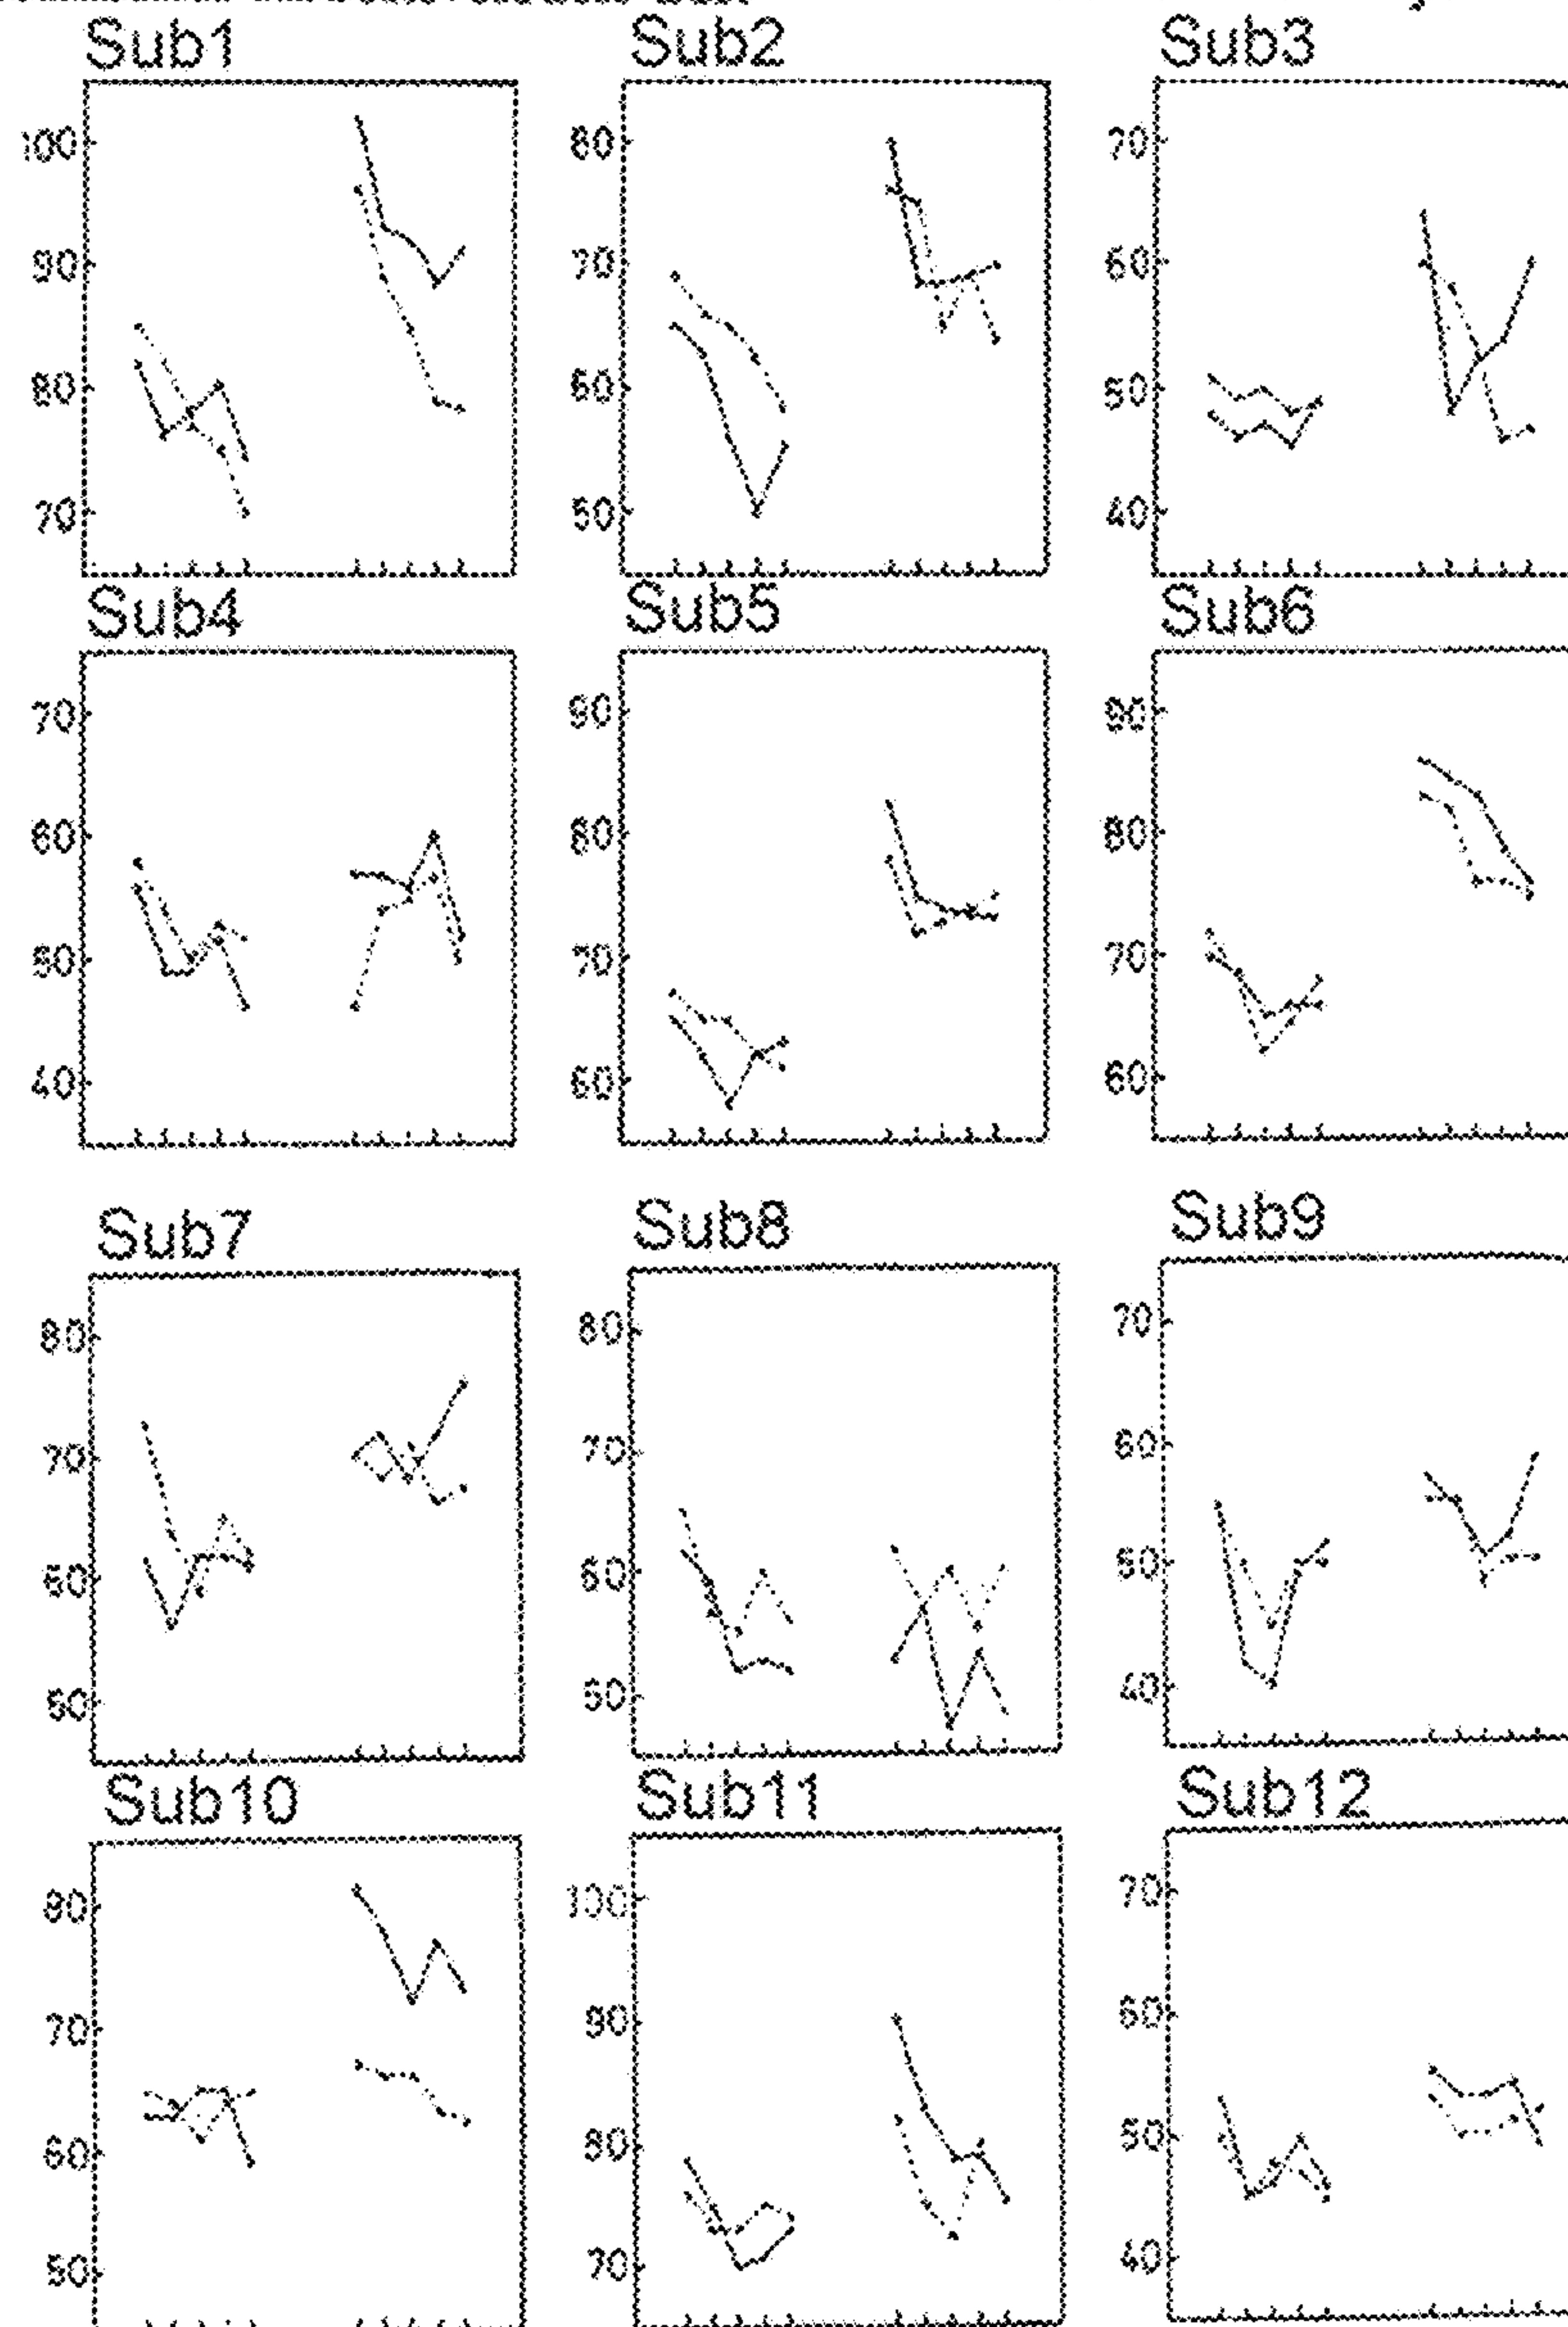 Sub1 Sub2 Sub3
100 80 70
90 70 60
80 60 50
70 50 40
Sub4 Sub5 Sub6
70 90 90
60 80 80
50 70 70
40 60 60
Sub7 Sub8 Sub9
80 80 70
70 70 60
60 60 50
50 50 40
Sub10 Sub11 Sub12
80 100 70
70 90 60
60 80 50
50 70 40